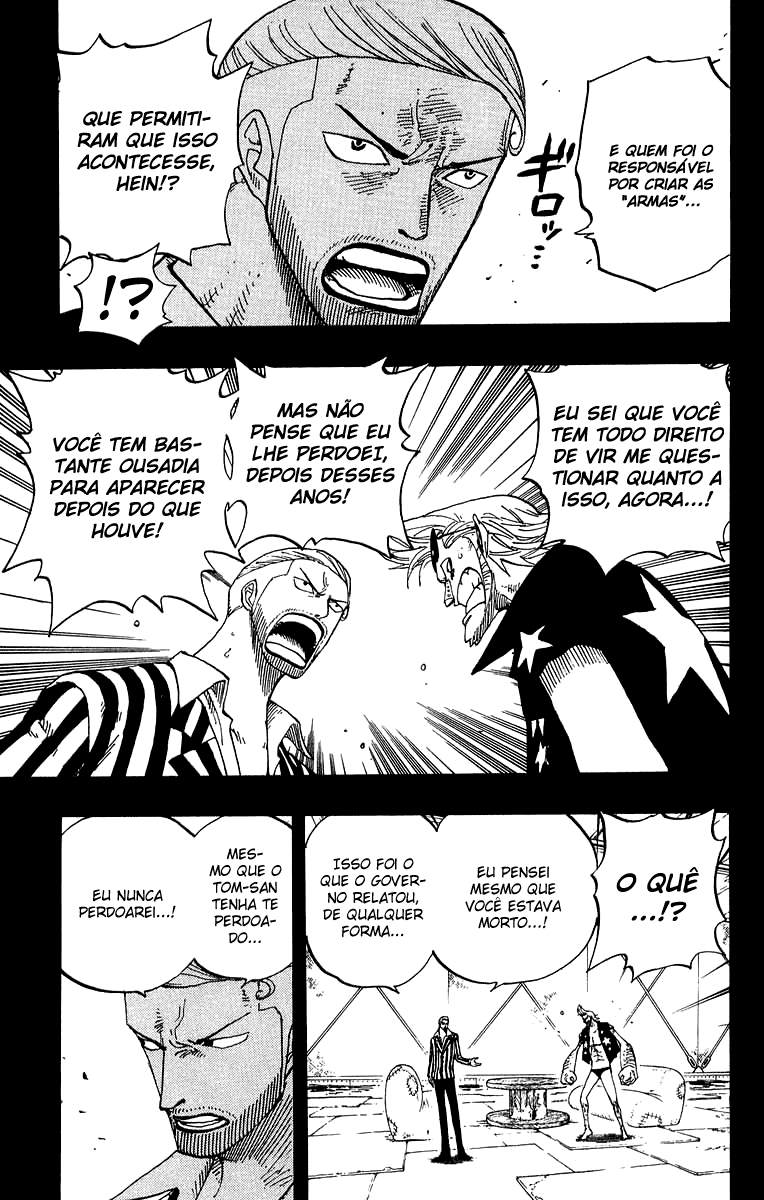 E QUEM FOI O
RESPONSÁVEL
POR CRIAR AS
"ARMAS"...
ギロッ...
QUE PERMITI-
RAM QUE ISSO
ACONTECESSE,
HEIN!?
!?
EU SEI QUE VOCÊ
TEM TODO DIREITO
DE VIR ME QUES-
TIONAR QUANTO A
ISSO, AGORA...!
MAS NÃO
PENSE QUE EU
LHE PERDOEI,
DEPOIS DESSES
ANOS!
VOCÊ TEM BAS-
TANTE OUSADIA
PARA APARECER
DEPOIS DO QUE
HOUVE!
O QUÊ
...!?
EU PENSEI
MESMO QUE
VOCÊ ESTAVA
MORTO...!
ISSO FOI O
QUE O GOVER-
NO RELATOU,
DE QUALQUER
FORMA...
MES-
MO QUE O
TOM-SAN
TENHA TE
PERDOA-
DO...
EU NUNCA
PERDOAREI...!